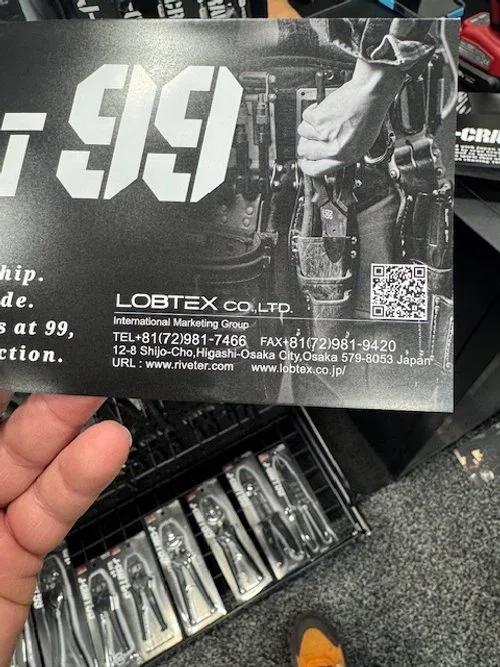 99
hip.
de.
s at 99,
ction.
LOBTEX CO.,LTD.
International Marketing Group
TEL+81(72)981-7466 FAX+81(72)981-9420
12-8 Shijo-Cho,Higashi-Osaka City,Osaka 579-8053 Japan
URL : www.riveter.com www.lobtex.co.jp/
-CRA